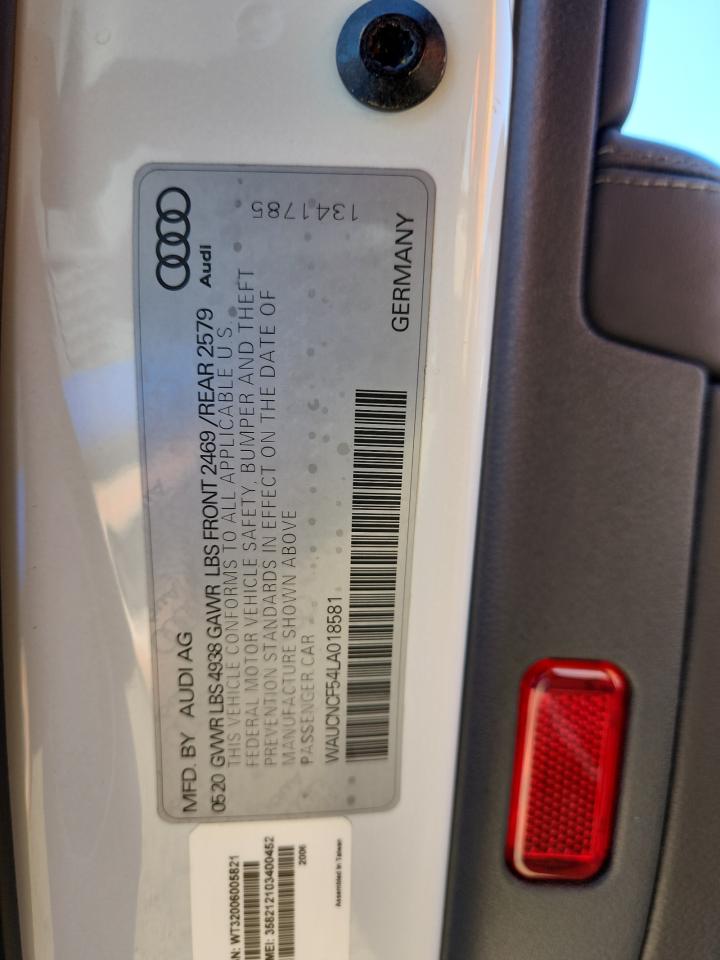 MFD. BY AUDI AG
0520 GVWR LBS 4938 GAWR LBS FRONT 2469 /REAR 2579
THIS VEHICLE CONFORMS TO ALL APPLICABLE U S.
FEDERAL MOTOR VEHICLE SAFETY, BUMPER AND THEFT
PREVENTION STANDARDS IN EFFECT ON THE DATE OF
MANUFACTURE SHOWN ABOVE
PASSENGER CAR
WAUCNCF54LA018581
GERMANY
Audi
1341785
N: WT32006005821
MEI: 358212103400452
2006
Assembled in Taiwan